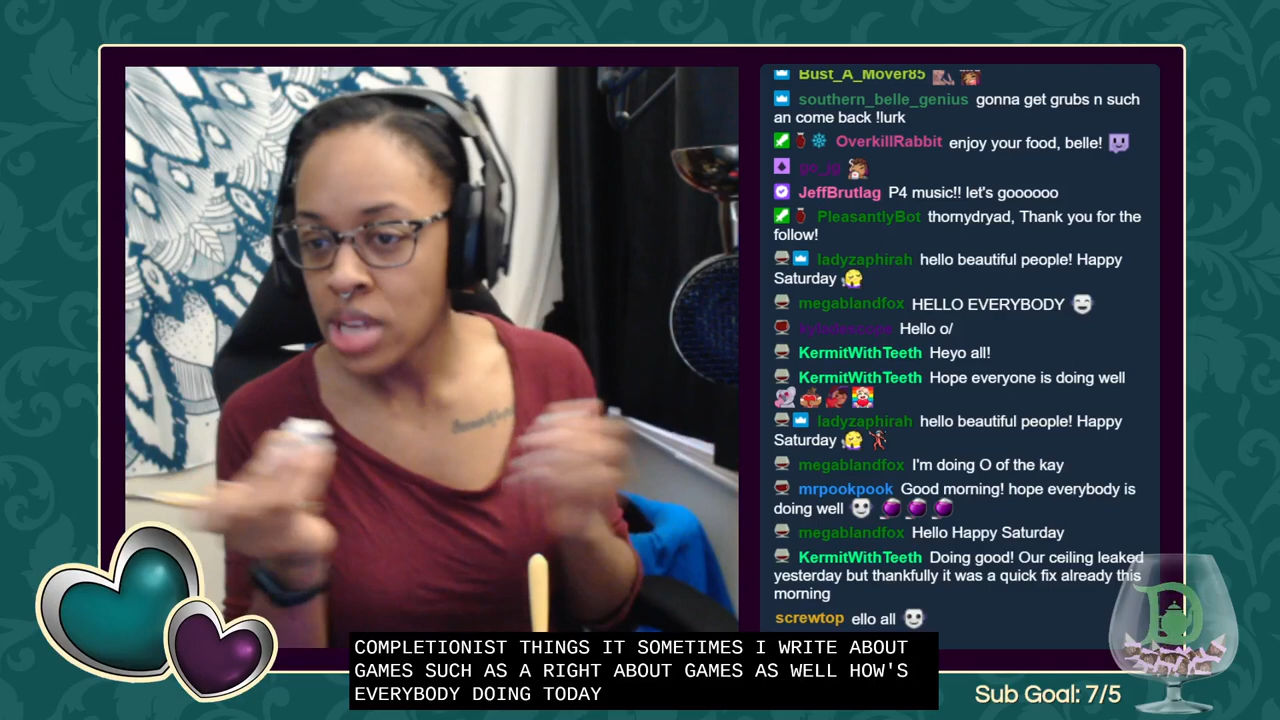 Bust_A_Mover85
southern_belle_genius gonna get grubs n such
an come back !lurk
OverkillRabbit enjoy your food, belle!
JeffBrutlag P4 music!! let's goooooo
PleasantlyBot thornydryad, Thank you for the
follow!
ladyzaphirah hello beautiful people! Happy
Saturday
megablandfox HELLO EVERYBODY
Hello o/
KermitWithTeeth Heyo all!
KermitWithTeeth Hope everyone is doing well
ladyzaphirah hello beautiful people! Happy
Saturday
megablandfox I'm doing O of the kay
mrpookpook Good morning! hope everybody is
doing well
megablandfox Hello Happy Saturday
KermitWithTeeth Doing good! Our ceiling leaked
yesterday but thankfully it was a quick fix already this
morning
screwtop ello all
COMPLETIONIST THINGS IT SOMETIMES I WRITE ABOUT
GAMES SUCH AS A RIGHT ABOUT GAMES AS WELL HOW'S
EVERYBODY DOING TODAY
Sub Goal: 7/5